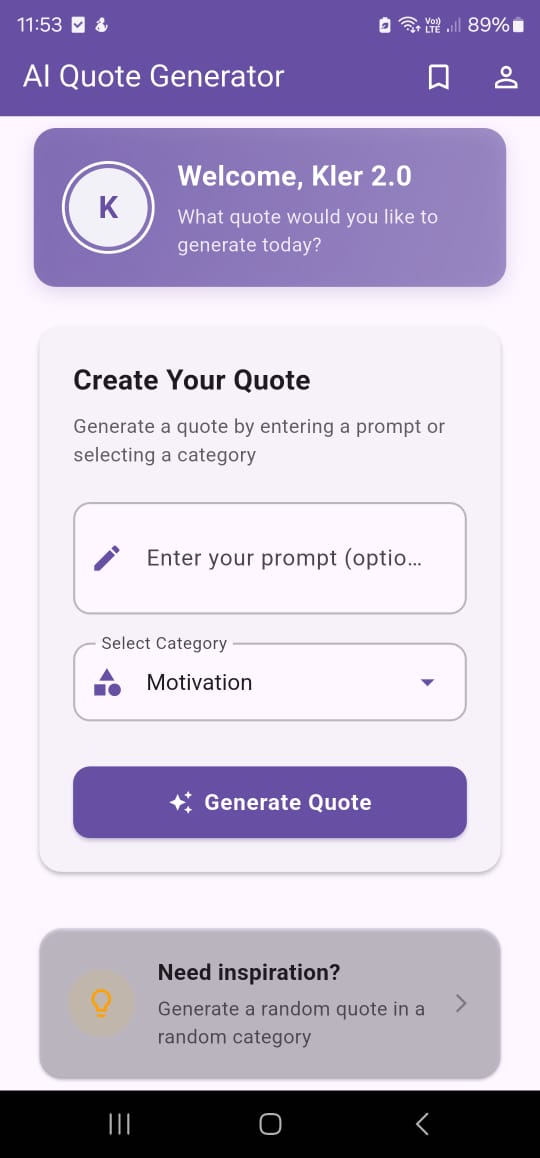 11:53
Vo))
LTE
89%
AI Quote Generator
K
Welcome, Kler 2.0
What quote would you like to
generate today?
Create Your Quote
Generate a quote by entering a prompt or
selecting a category
Enter your prompt (optio…
Select Category
Motivation
Generate Quote
Need inspiration?
Generate a random quote in a
random category